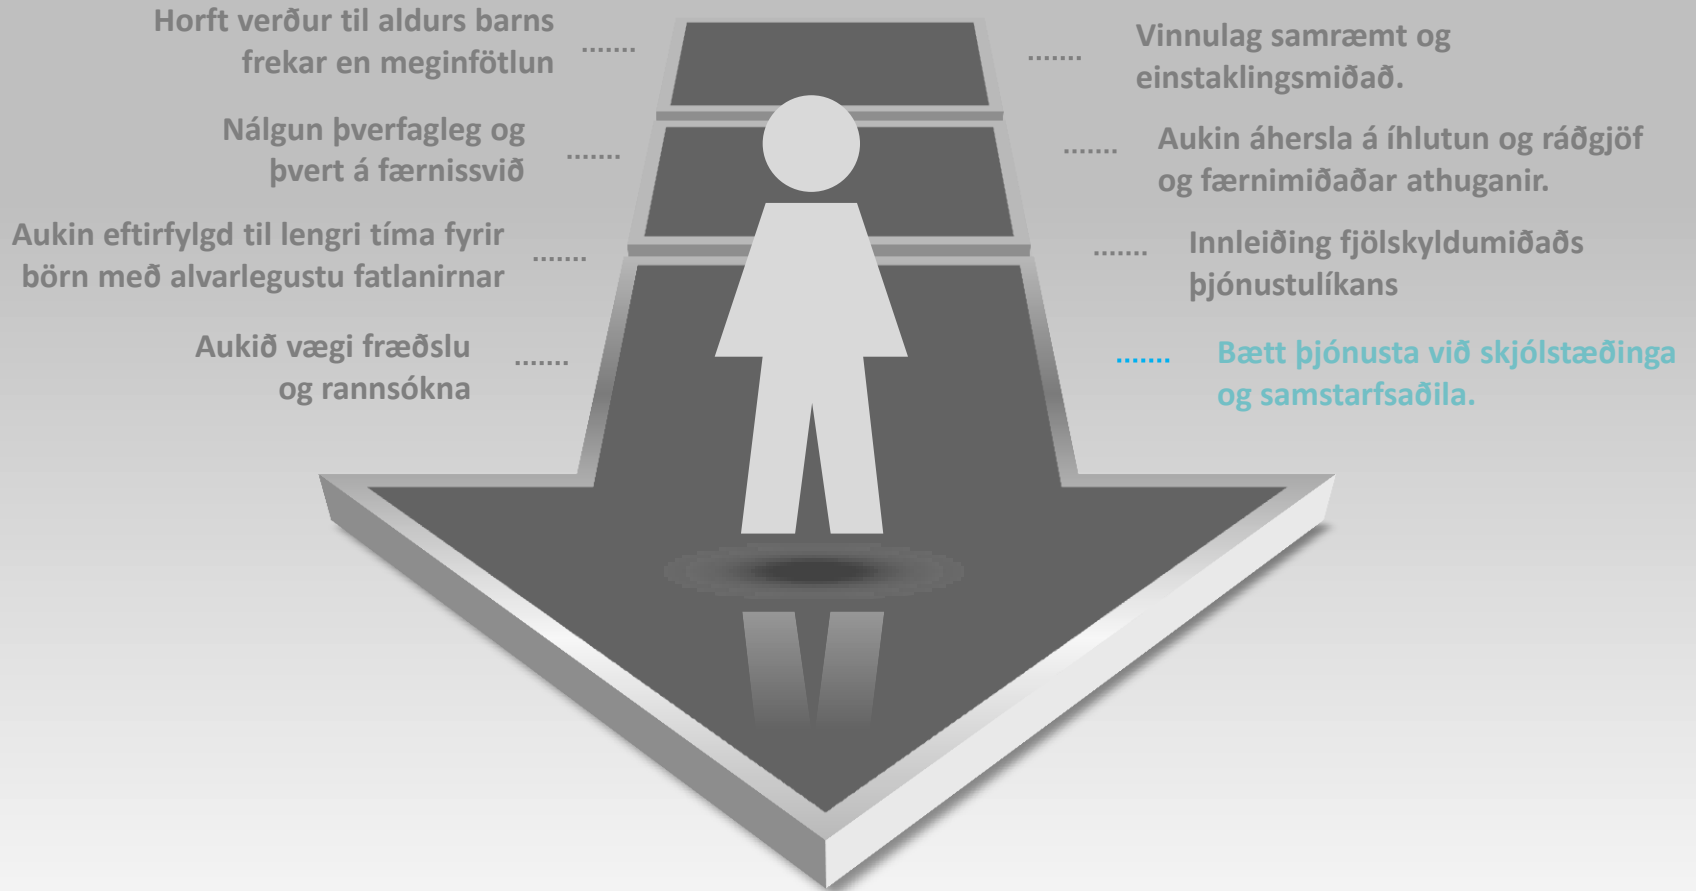 Horft verður til aldurs barns
frekar en meginfötlun
Nálgun þverfagleg og
þvert á færnissvið
Aukin eftirfylgd til lengri tíma fyrir
börn með alvarlegustu fatlanirnar
Aukið vægi fræðslu
og rannsókna
Vinnulag samræmt og
einstaklingsmiðað.
Aukin áhersla á íhlutun og ráðgjöf
og færnimiðaðar athuganir.
Innleiðing fjölskyldumiðaðs
þjónustulíkans
Bætt þjónusta við skjólstæðinga
og samstarfsaðila.